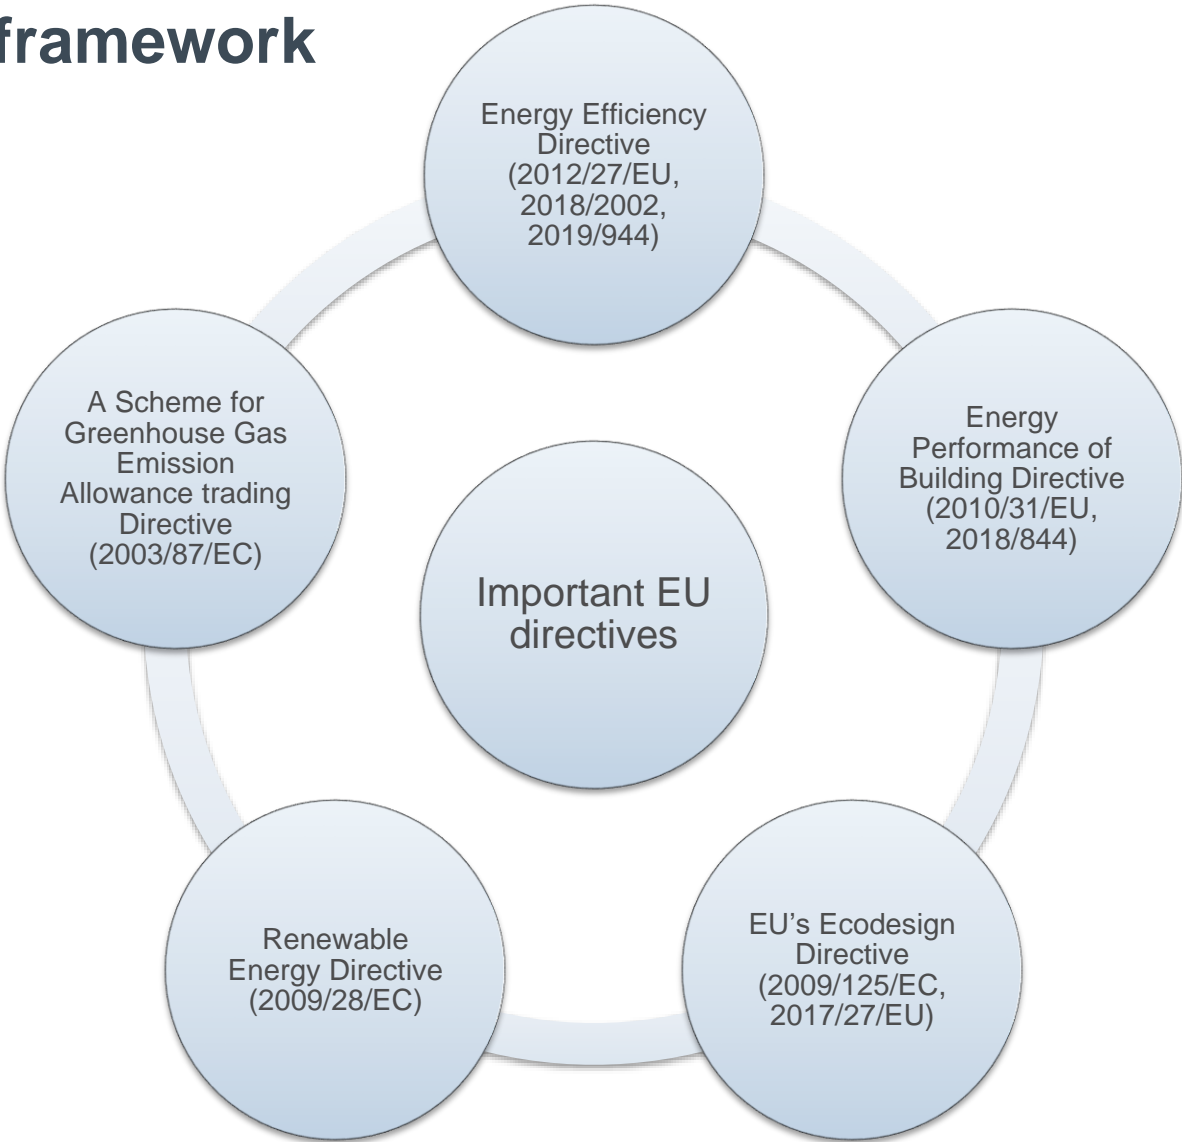 framework
Energy Efficiency
Directive
(2012/27/EU,
2018/2002,
2019/944)
A Scheme for
Greenhouse Gas
Emission
Allowance trading
Directive
(2003/87/EC)
Energy
Performance of
Building Directive
(2010/31/EU,
2018/844)
Important EU
directives
Renewable
Energy Directive
(2009/28/EC)
EU’s Ecodesign
Directive
(2009/125/EC,
2017/27/EU)